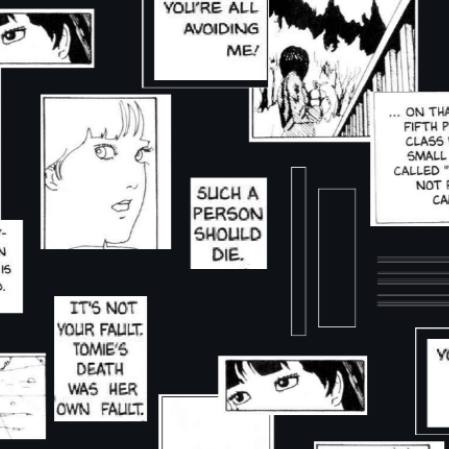 YOU'RE ALL
AVOIDING
ME!
... ON THA
FIFTH P
CLASS
SMALL
CALLED "
NOT
CA
SUCH A
PERSON
SHOULD
DIE.
Y-
N
IS
IT'S NOT
YOUR FAULT.
TOMIE'S
DEATH
WAS HER
OWN FAULT.
YO